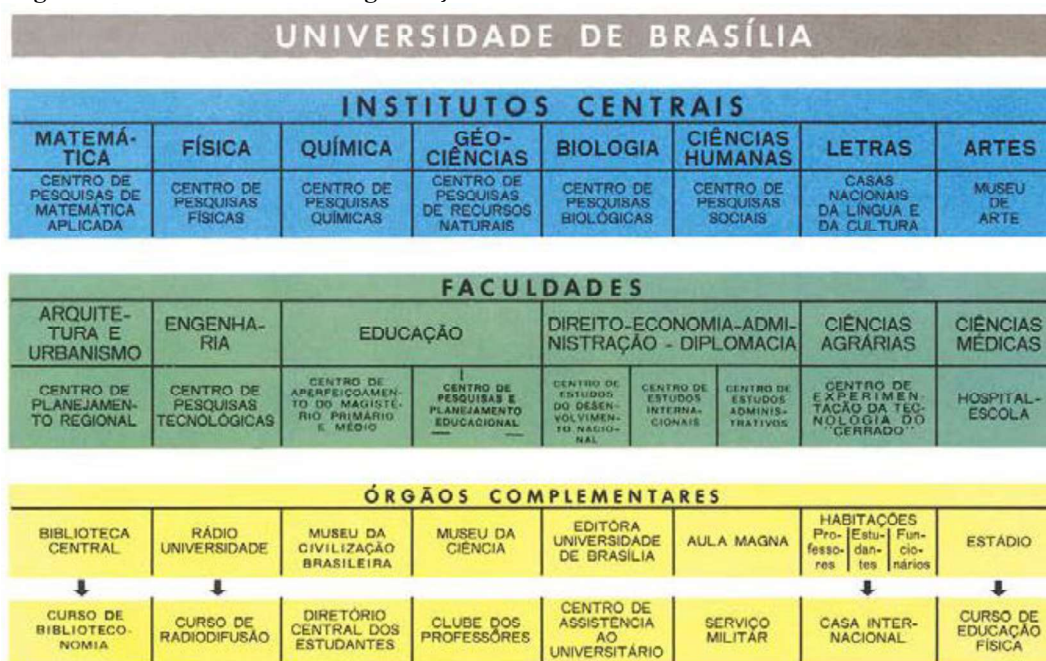 UNIVERSIDADE DE BRASÍLIA
INSTITUTOS CENTRAIS
MATEMÁ-
TICA
FÍSICA
QUÍMICA
GÉO-
CIÊNCIAS
BIOLOGIA
CIÊNCIAS
HUMANAS
LETRAS
ARTES
CENTRO DE
PESQUISAS DE
MATEMÁTICA
APLICADA
CENTRO DE
PESQUISAS
FÍSICAS
CENTRO DE
PESQUISAS
QUÍMICAS
CENTRO DE
PESQUISAS
DE RECURSOS
NATURAIS
CENTRO DE
PESQUISAS
BIOLÓGICAS
CENTRO DE
PESQUISAS
SOCIAIS
CASAS
NACIONAIS
DA LÍNGUA E
DA CULTURA
MUSEU
DE
ARTE
FACULDADES
ARQUITE-
TURA E
URBANISMO
ENGENHA-
RIA
EDUCAÇÃO
DIREITO-ECONOMIA-ADMI-
NISTRAÇÃO - DIPLOMACIA
CIÊNCIAS
AGRÁRIAS
CIÊNCIAS
MÉDICAS
CENTRO DE
PLANEJAMEN-
TO REGIONAL
CENTRO DE
PESQUISAS
TECNOLÓGICAS
CENTRO DE
APERFEIÇOAMEN-
TO DO MAGISTÉ-
RIO PRIMÁRIO
E MÉDIO
CENTRO DE
PESQUISAS E
PLANEJAMENTO
EDUCACIONAL
CENTRO DE
ESTUDOS
DO DESEN-
VOLVIMEN-
TO NACIO-
NAL
CENTRO DE
ESTUDOS
INTERNA-
CIONAIS
CENTRO DE
ESTUDOS
ADMINIS-
TRATIVOS
CENTRO DE
EXPERIMEN-
TAÇÃO DA TEC-
NOLOGIA DO
"CERRADO"
HOSPITAL-
ESCOLA
ÓRGÃOS COMPLEMENTARES
BIBLIOTECA
CENTRAL
RÁDIO
UNIVERSIDADE
MUSEU DA
CIVILIZAÇÃO
BRASILEIRA
MUSEU DA
CIÊNCIA
EDITÔRA
UNIVERSIDADE
DE BRASÍLIA
AULA MAGNA
HABITAÇÕES
Pro-
fesso-
res
Estu-
dan-
tes
Fun-
cio-
nários
ESTÁDIO
CURSO DE
BIBLIOTECO-
NOMIA
CURSO DE
RADIODIFUSÃO
DIRETÓRIO
CENTRAL DOS
ESTUDANTES
CLUBE DOS
PROFESSÔRES
CENTRO DE
ASSISTÊNCIA
AO
UNIVERSITÁRIO
SERVIÇO
MILITAR
CASA INTER-
NACIONAL
CURSO DE
EDUCAÇÃO
FÍSICA